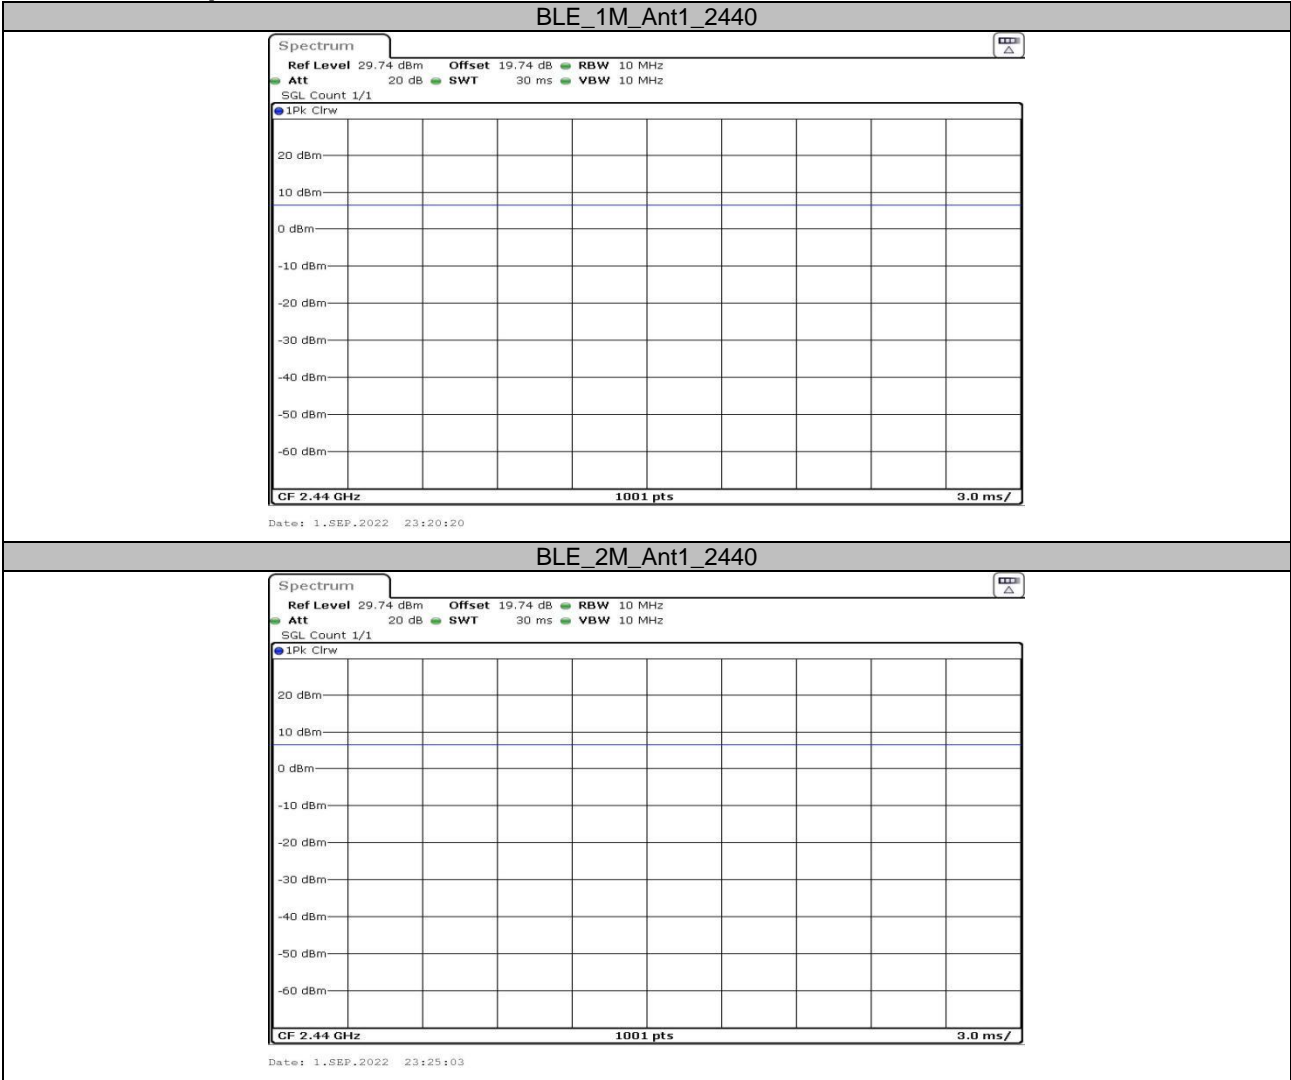 BLE_1M_Ant1_2440
Spectrum
Ref Level 29.74 dBm Offset 19.74 dB RBW 10 MHz
Att 20 dB SWT 30 ms VBW 10 MHz
SGL Count 1/1
1Pk Clrw
20 dBm
10 dBm
0 dBm
-10 dBm
-20 dBm
-30 dBm
-40 dBm
-50 dBm
-60 dBm
CF 2.44 GHz 1001 pts 3.0 ms/
Date: 1.SEP.2022 23:20:20
BLE_2M_Ant1_2440
Spectrum
Ref Level 29.74 dBm Offset 19.74 dB RBW 10 MHz
Att 20 dB SWT 30 ms VBW 10 MHz
SGL Count 1/1
1Pk Clrw
20 dBm
10 dBm
0 dBm
-10 dBm
-20 dBm
-30 dBm
-40 dBm
-50 dBm
-60 dBm
CF 2.44 GHz 1001 pts 3.0 ms/
Date: 1.SEP.2022 23:25:03